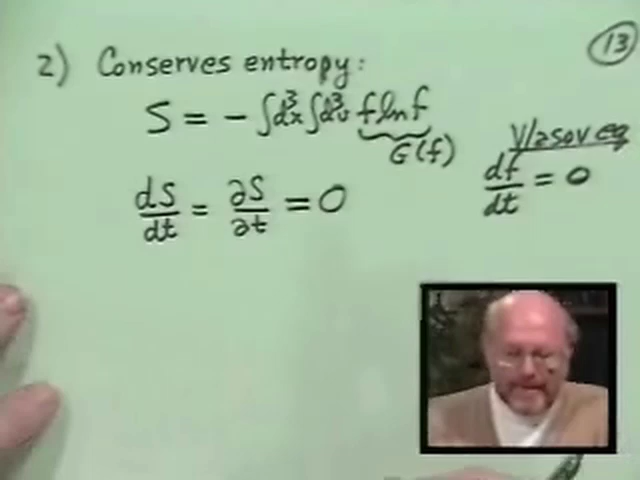 13
2) Conserves entropy:
S = - ∫d³x ∫d³v f ln f
G(f)
dS/dt = ∂S/∂t = 0
Vlasov eq
df/dt = 0